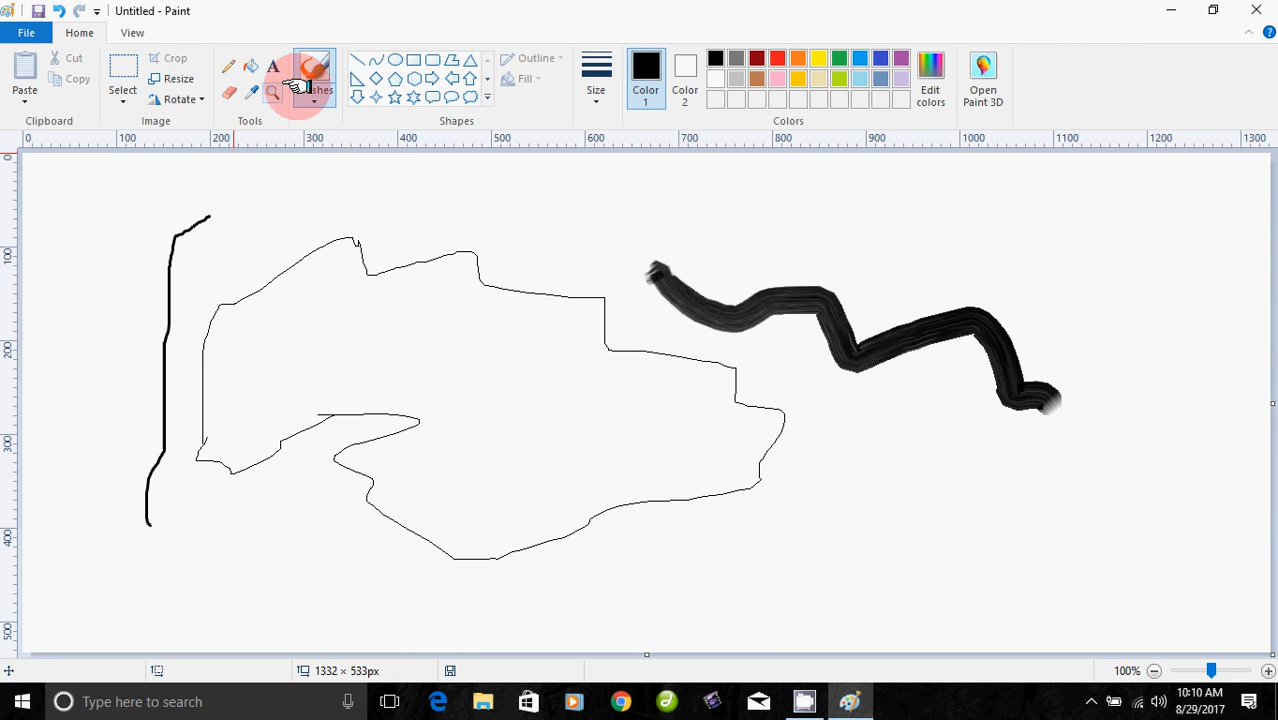 Untitled - Paint
File
Home
View
Paste
Cut
Copy
Clipboard
Select
Crop
Resize
Rotate
Image
A
Tools
shes
Outline
Fill
Shapes
Size
Color 1
Color 2
Edit colors
Open Paint 3D
Colors
0 100 200 300 400 500 600 700 800 900 1000 1100 1200 1300
0
100
200
300
400
500
1332 × 533px
100%
Type here to search
10:10 AM
8/29/2017